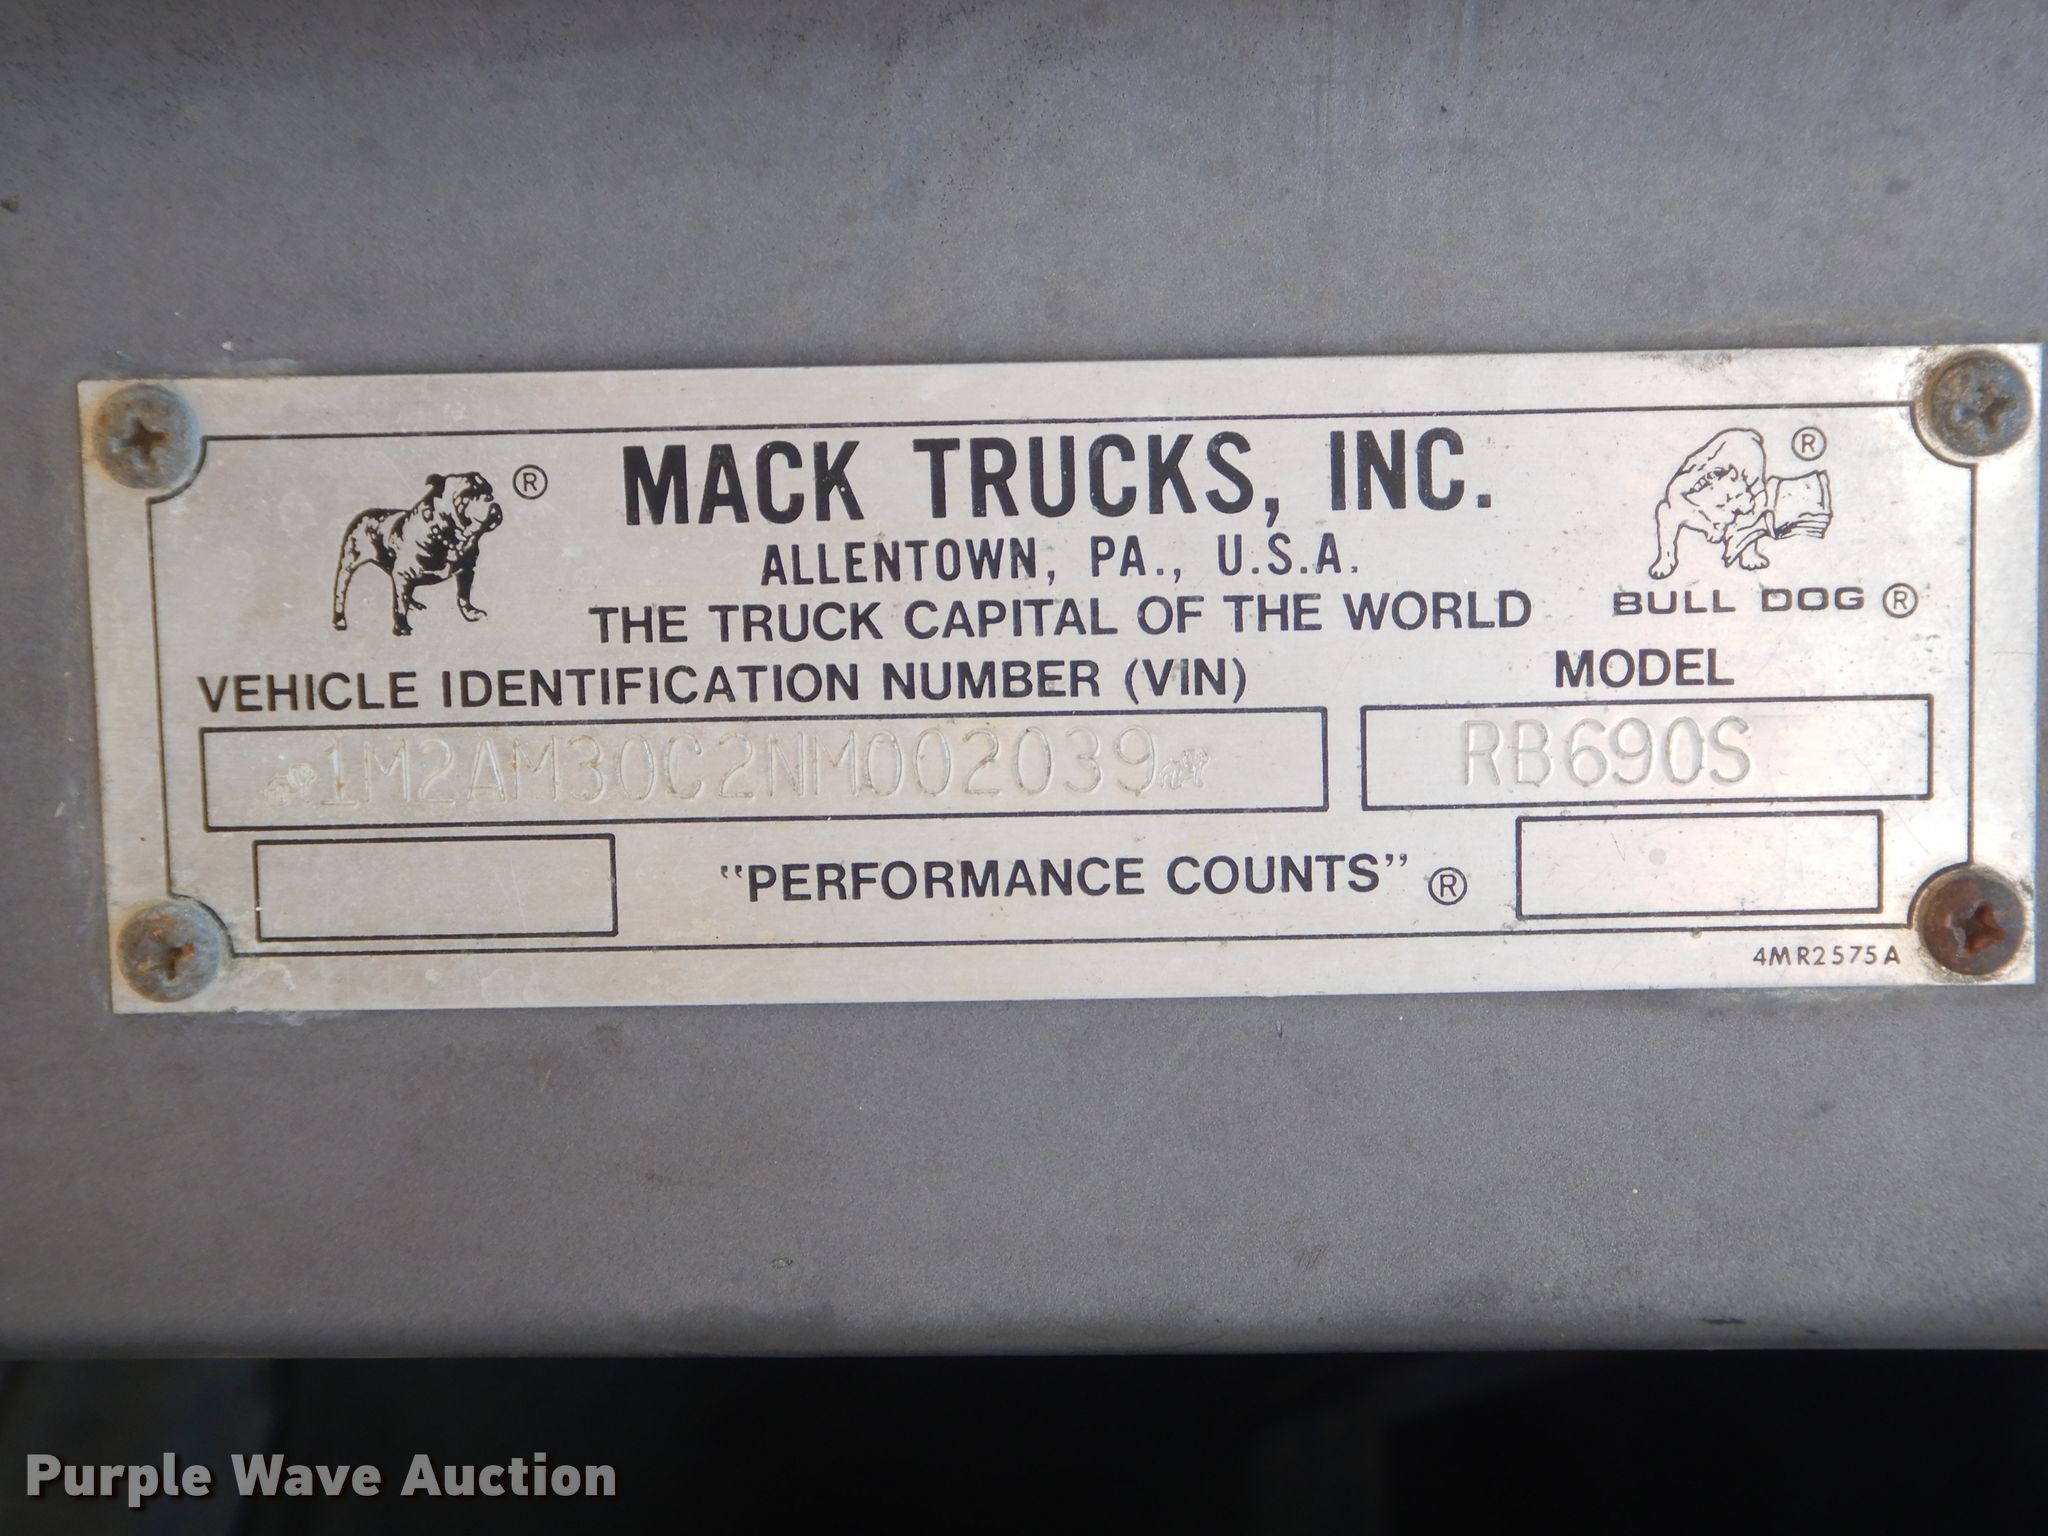 ®
MACK TRUCKS, INC.
®
ALLENTOWN, PA., U.S.A.
BULL DOG ®
THE TRUCK CAPITAL OF THE WORLD
VEHICLE IDENTIFICATION NUMBER (VIN)
MODEL
1M2AM30C2NM002039
RB690S
"PERFORMANCE COUNTS" ®
4MR2575A
Purple Wave Auction